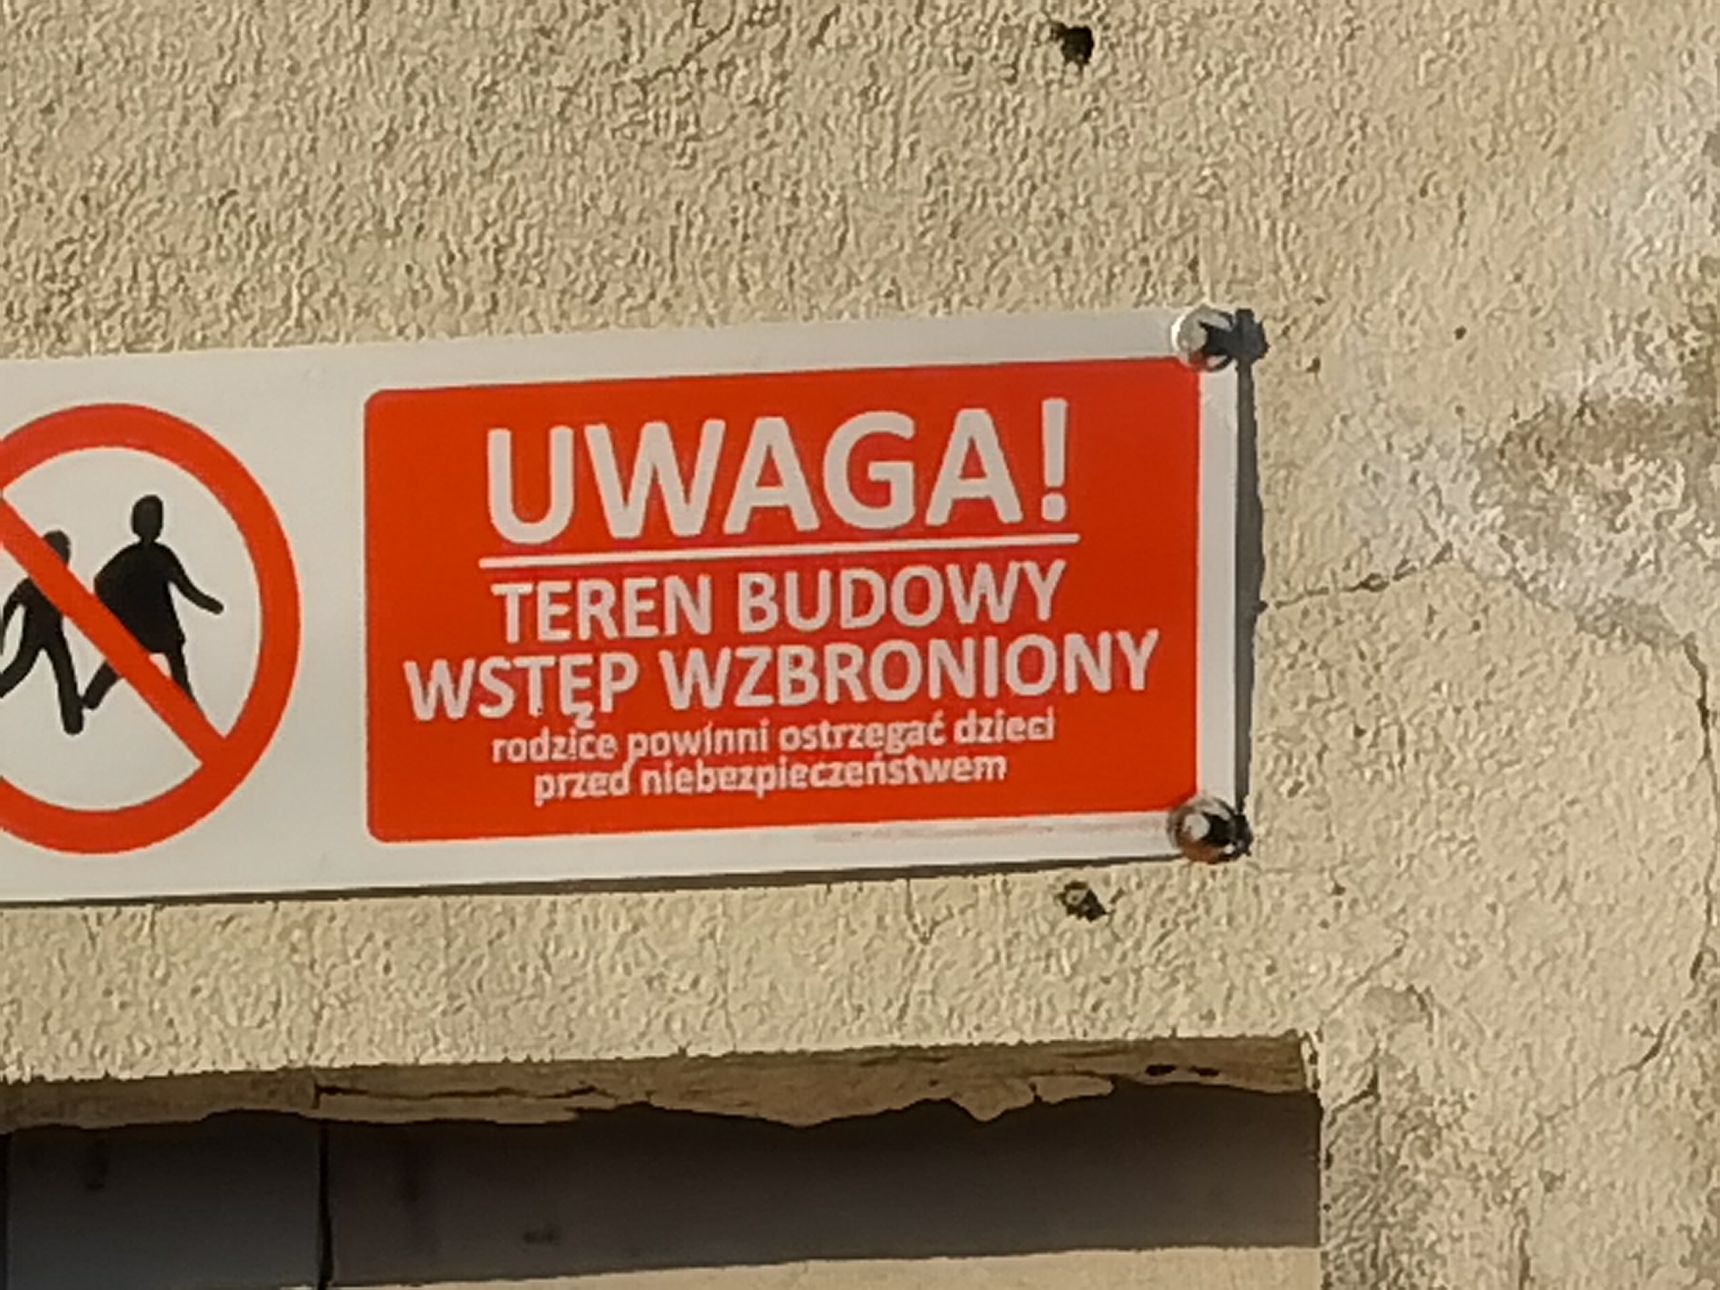 UWAGA!
TEREN BUDOWY
WSTĘP WZBRONIONY
rodzice powinni ostrzegać dzieci
przed niebezpieczeństwem